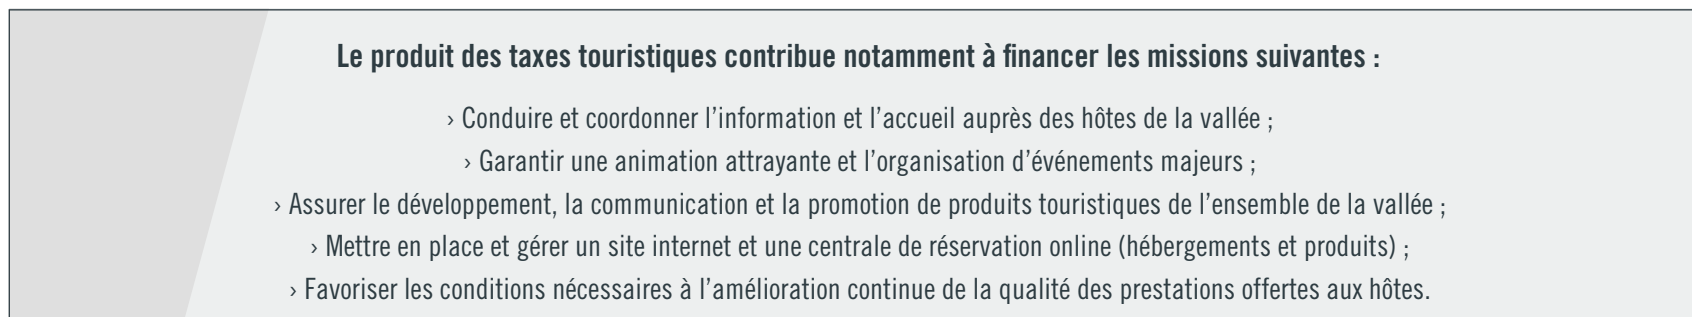 Le produit des taxes touristiques contribue notamment à financer les missions suivantes :
› Conduire et coordonner l’information et l’accueil auprès des hôtes de la vallée ;
› Garantir une animation attrayante et l’organisation d’événements majeurs ;
› Assurer le développement, la communication et la promotion de produits touristiques de l’ensemble de la vallée ;
› Mettre en place et gérer un site internet et une centrale de réservation online (hébergements et produits) ;
› Favoriser les conditions nécessaires à l’amélioration continue de la qualité des prestations offertes aux hôtes.